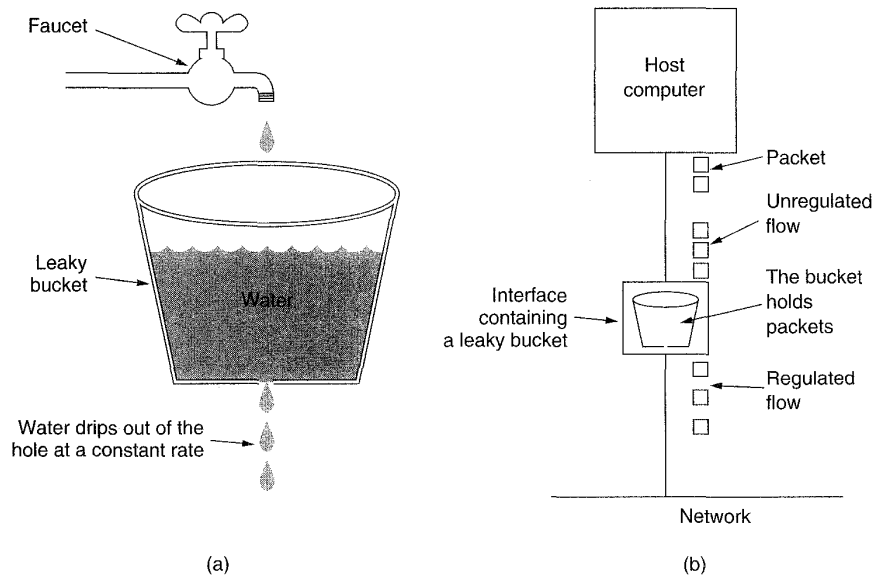 Faucet
Leaky
bucket
Water
Water drips out of the
hole at a constant rate
(a)
Host
computer
Packet
Unregulated
flow
The bucket
holds
packets
Interface
containing
a leaky bucket
Regulated
flow
Network
(b)